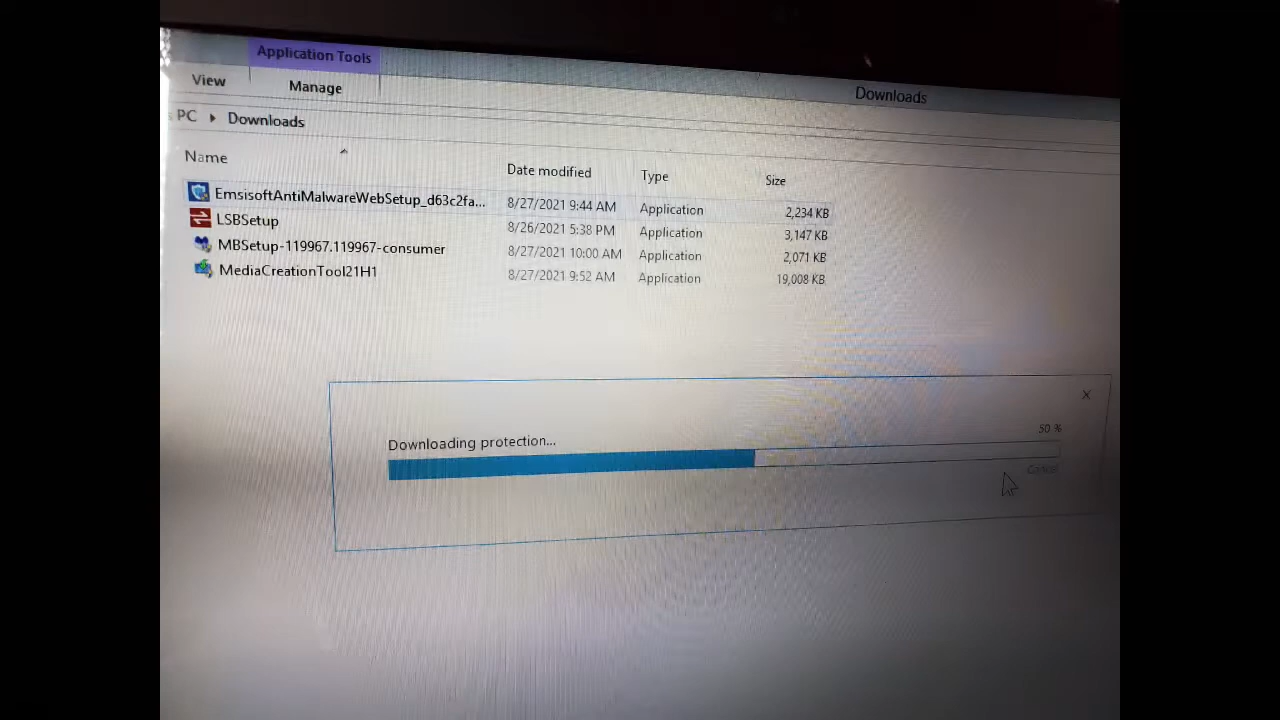 Application Tools
View
Manage
Downloads
PC
Downloads
Name
Date modified
Type
Size
EmsisoftAntiMalwareWebSetup_d63c2fa...
8/27/2021 9:44 AM
Application
2,234 KB
LSBSetup
8/26/2021 5:38 PM
Application
3,147 KB
MBSetup-119967.119967-consumer
8/27/2021 10:00 AM
Application
2,071 KB
MediaCreationTool21H1
8/27/2021 9:52 AM
Application
19,008 KB
50 %
Downloading protection...
Cancel